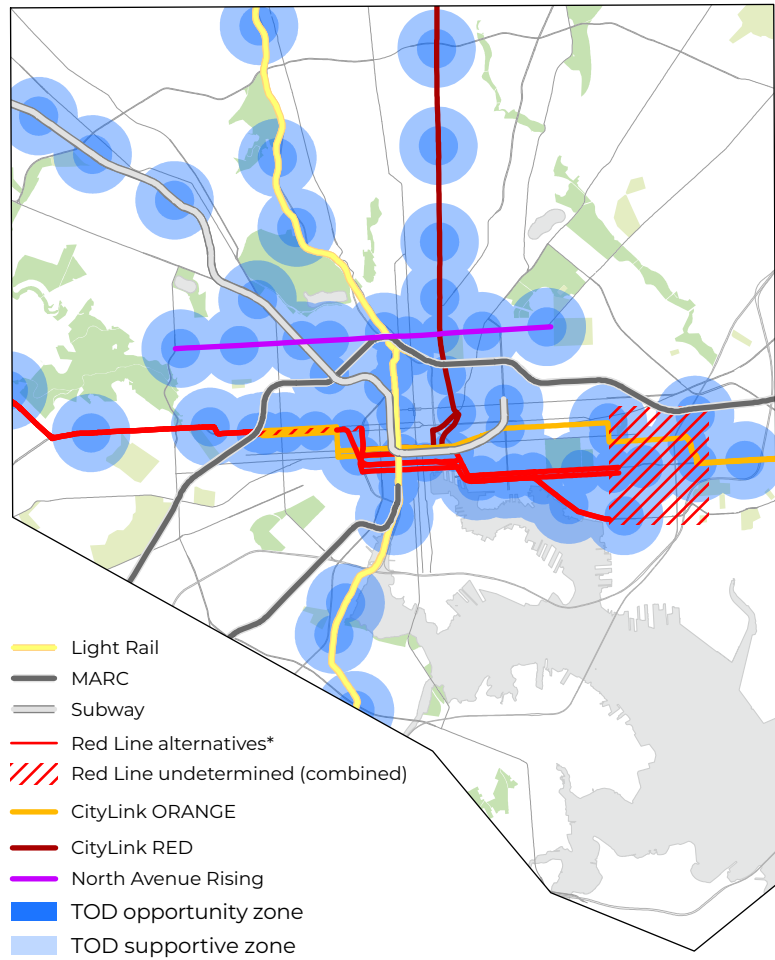 Light Rail
MARC
Subway
Red Line alternatives*
Red Line undetermined (combined)
CityLink ORANGE
CityLink RED
North Avenue Rising
TOD opportunity zone
TOD supportive zone